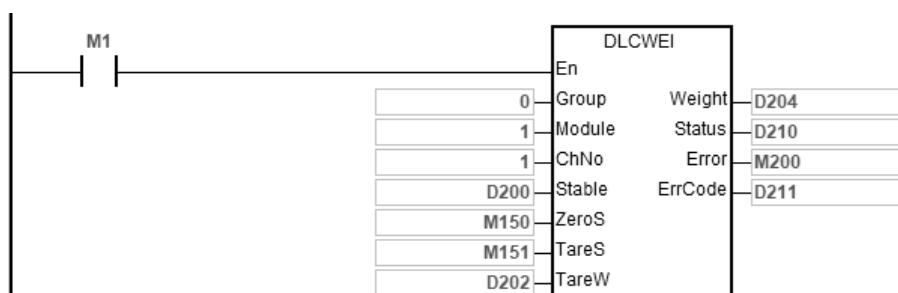 M1
DLCWEI
En
0 Group Weight D204
1 Module Status D210
1 ChNo Error M200
D200 Stable ErrCode D211
M150 ZeroS
M151 TareS
D202 TareW